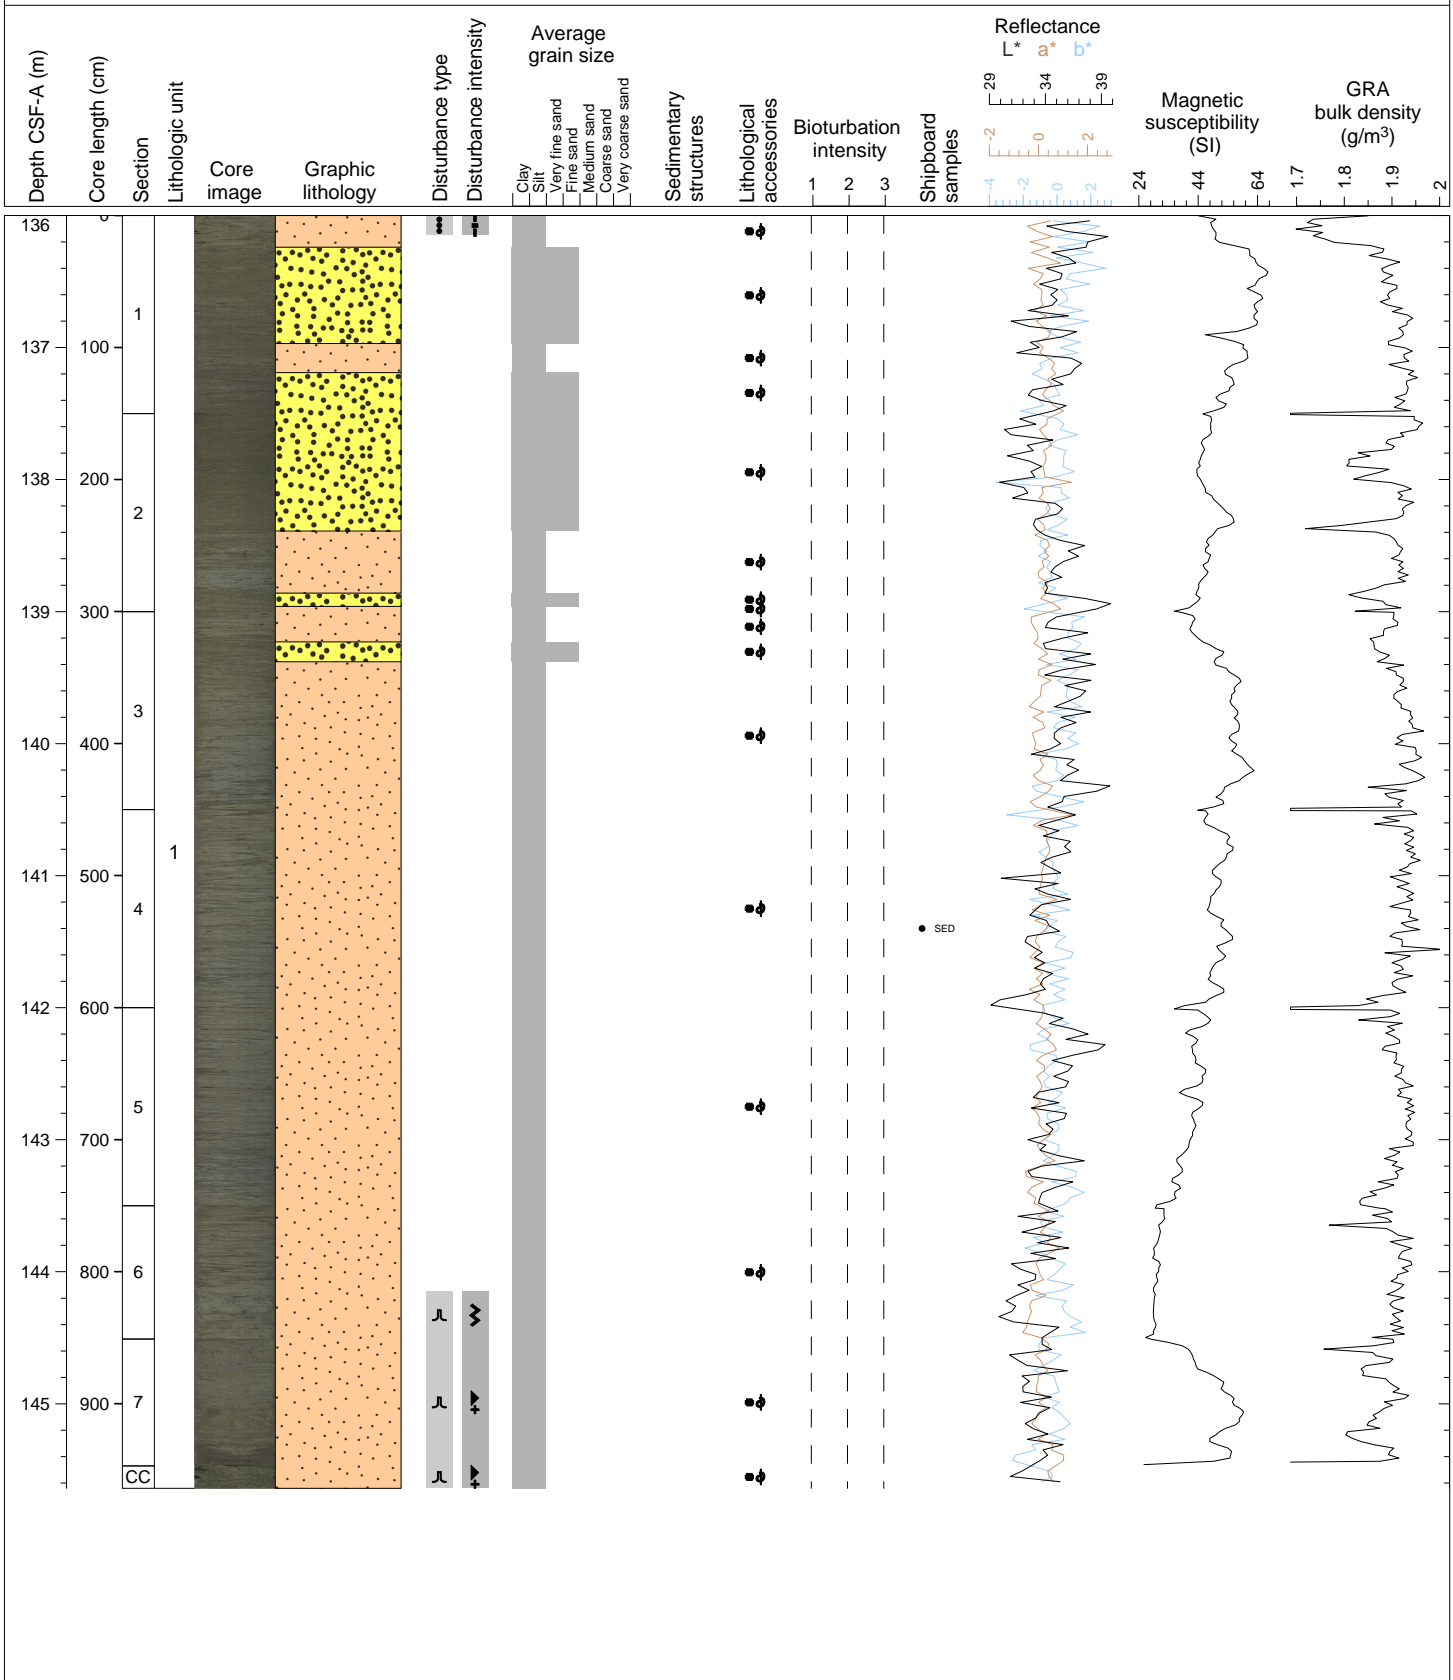 Depth CSF-A (m)
Core length (cm)
Section
Lithologic unit
Core
image
Graphic
lithology
Disturbance type
Disturbance intensity
Average
grain size
Clay
Silt
Very fine sand
Fine sand
Medium sand
Coarse sand
Very coarse sand
Sedimentary
structures
Lithological
accessories
Bioturbation
intensity
1 2 3
Shipboard
samples
Reflectance
L* a* b*
29 34 39
-2 0 2
-4 -2 0 2
Magnetic
susceptibility
(SI)
24 44 64
GRA
bulk density
(g/m3)
1.7 1.8 1.9 2
136 0
1
137 100
138 200
2
139 300
3
140 400
1
141 500
4
SED
142 600
5
143 700
144 800 6
145 900 7
CC